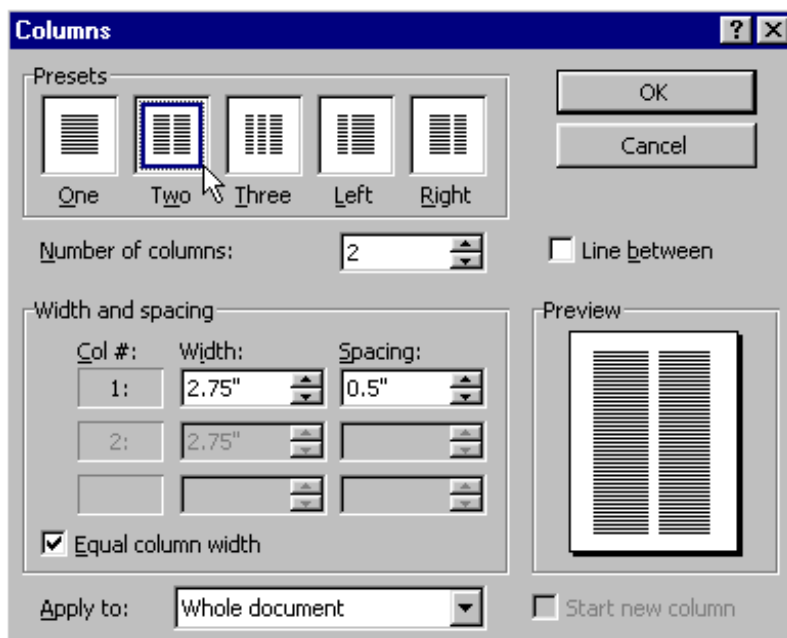 Columns
Presets
OK
Cancel
One Two Three Left Right
Number of columns: 2
Line between
Width and spacing
Preview
Col #: Width: Spacing:
1: 2.75" 0.5"
2: 2.75"
Equal column width
Apply to: Whole document
Start new column